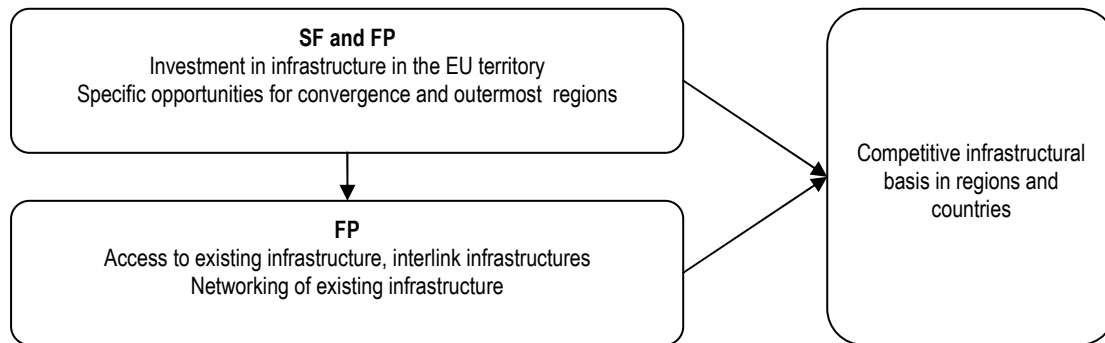 SF and FP
Investment in infrastructure in the EU territory
Specific opportunities for convergence and outermost regions
FP
Access to existing infrastructure, interlink infrastructures
Networking of existing infrastructure
Competitive infrastructural
basis in regions and
countries